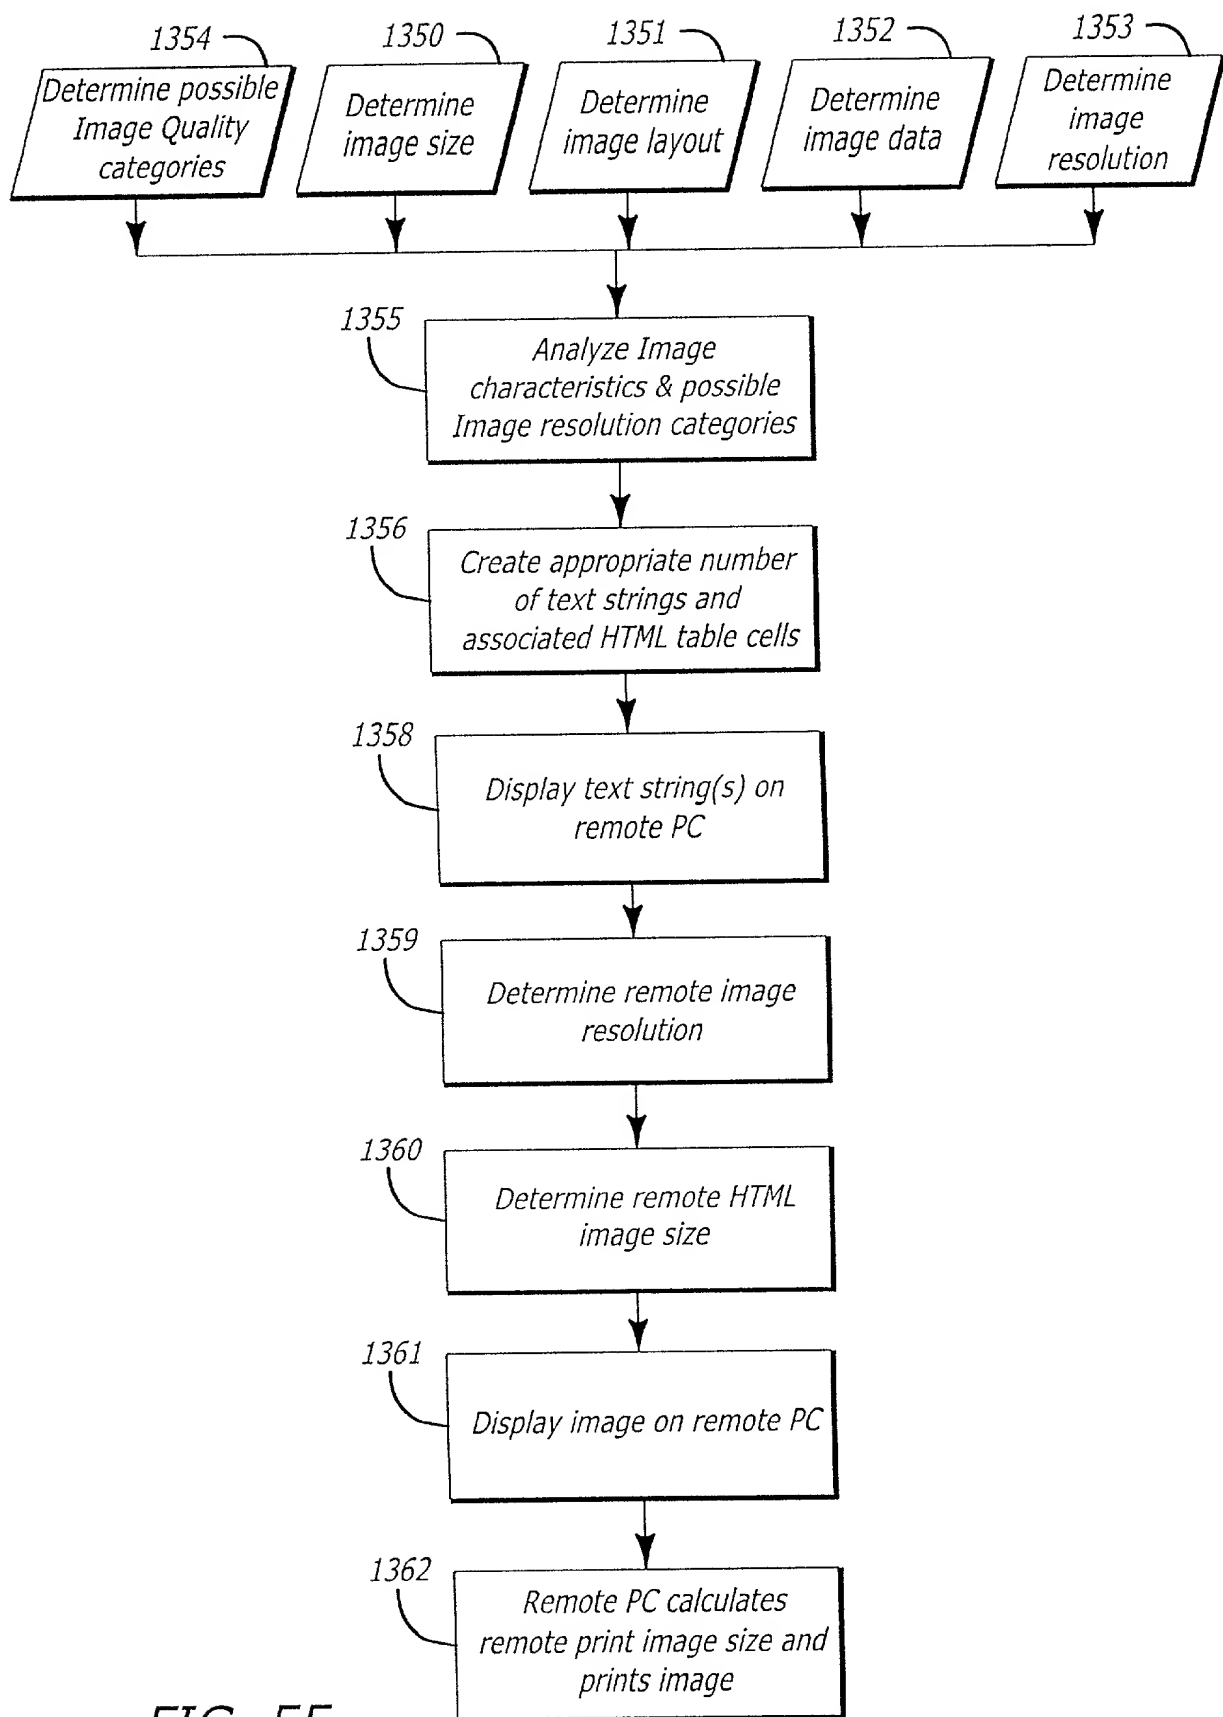 1354
Determine possible
Image Quality
categories
1350
Determine
image size
1351
Determine
image layout
1352
Determine
image data
1353
Determine
image
resolution
1355
Analyze Image
characteristics & possible
Image resolution categories
1356
Create appropriate number
of text strings and
associated HTML table cells
1358
Display text string(s) on
remote PC
1359
Determine remote image
resolution
1360
Determine remote HTML
image size
1361
Display image on remote PC
1362
Remote PC calculates
remote print image size and
prints image
FIG. 55